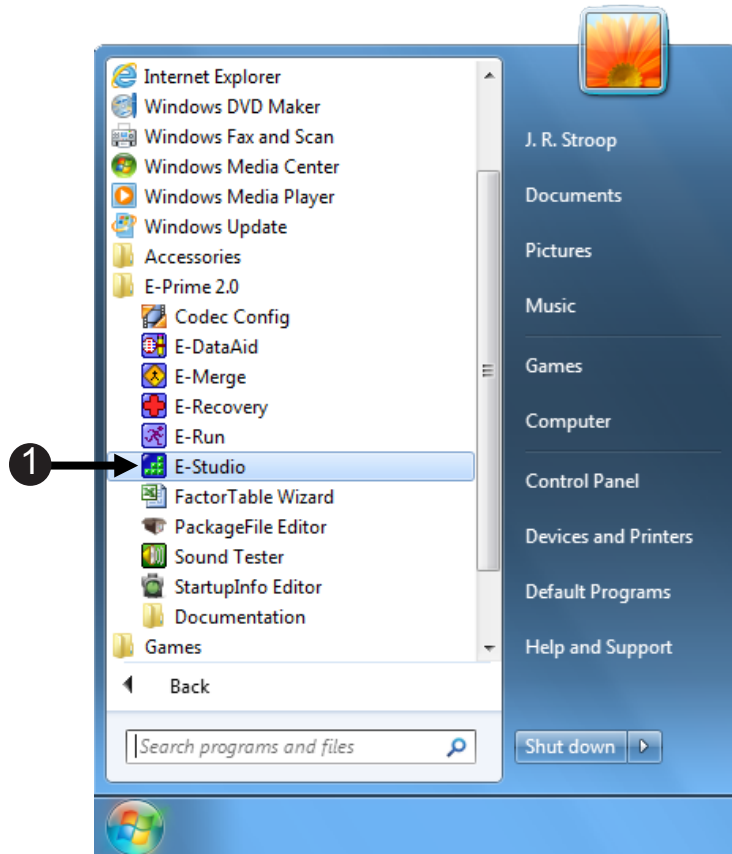 Internet Explorer
Windows DVD Maker
Windows Fax and Scan
Windows Media Center
Windows Media Player
Windows Update
Accessories
E-Prime 2.0
Codec Config
E-DataAid
E-Merge
E-Recovery
E-Run
1
E-Studio
FactorTable Wizard
PackageFile Editor
Sound Tester
StartupInfo Editor
Documentation
Games
Back
Search programs and files
J. R. Stroop
Documents
Pictures
Music
Games
Computer
Control Panel
Devices and Printers
Default Programs
Help and Support
Shut down